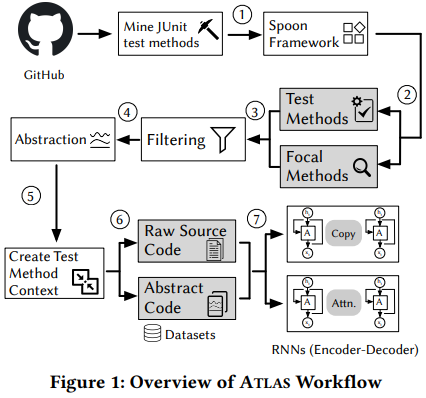 GitHub
Mine JUnit
test methods
1
Spoon
Framework
2
Test
Methods
Focal
Methods
3
Filtering
4
Abstraction
5
Create Test
Method
Context
6
Raw Source
Code
Abstract
Code
Datasets
7
A
Copy
A
A
Attn.
A
RNNs (Encoder-Decoder)
Figure 1: Overview of ATLAS Workflow